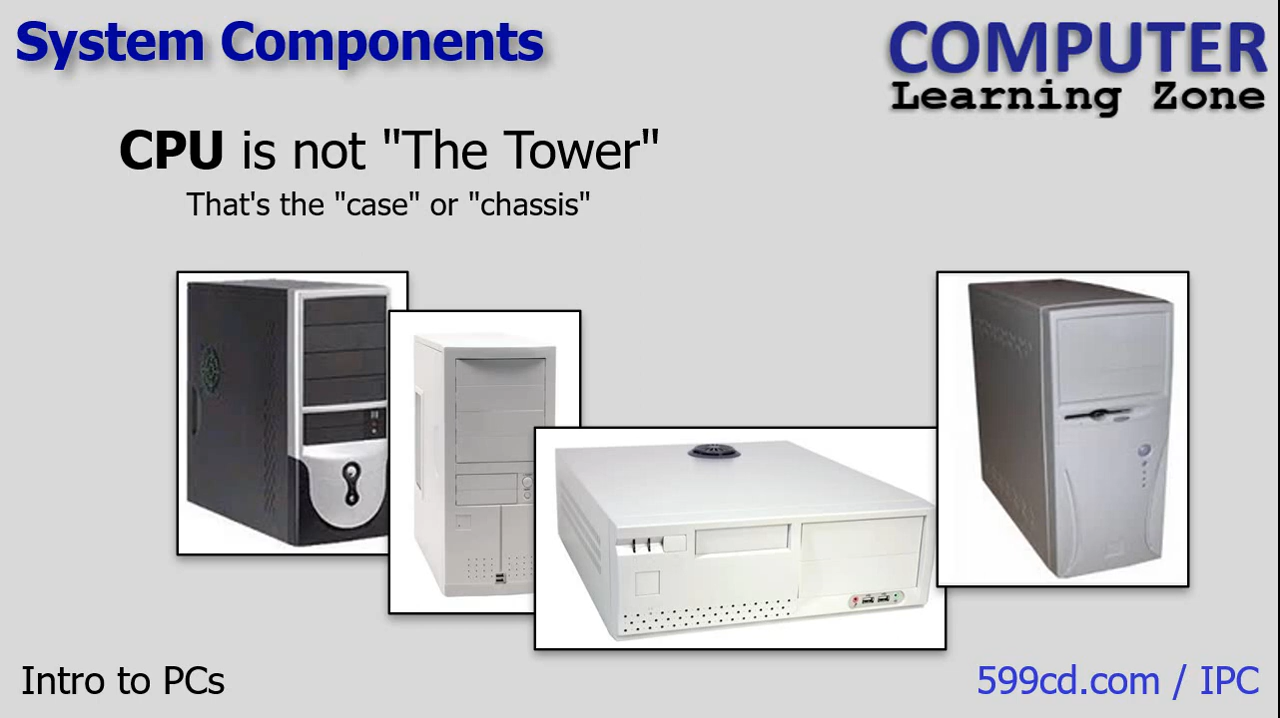 System Components
COMPUTER
Learning Zone
CPU is not "The Tower"
That's the "case" or "chassis"
Intro to PCs
599cd.com / IPC